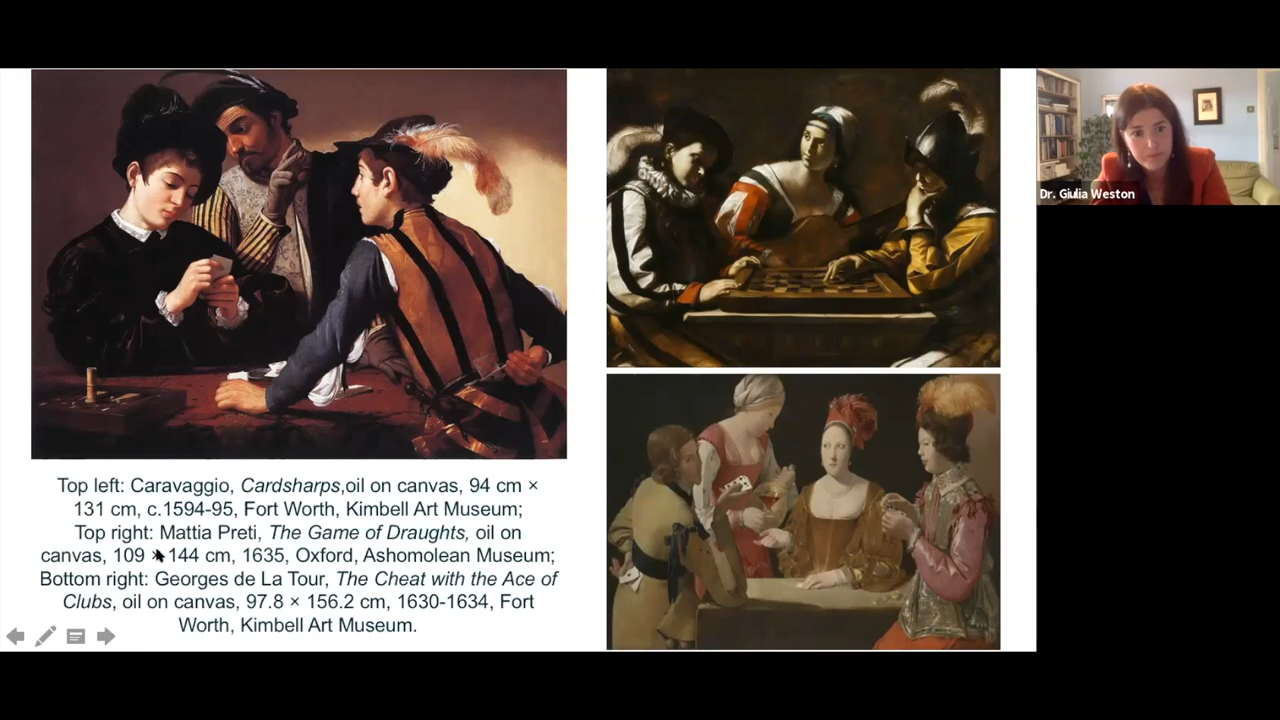 Top left: Caravaggio, Cardsharps,oil on canvas, 94 cm ×
131 cm, c.1594-95, Fort Worth, Kimbell Art Museum;
Top right: Mattia Preti, The Game of Draughts, oil on
canvas, 109 × 144 cm, 1635, Oxford, Ashomolean Museum;
Bottom right: Georges de La Tour, The Cheat with the Ace of
Clubs, oil on canvas, 97.8 × 156.2 cm, 1630-1634, Fort
Worth, Kimbell Art Museum.
Dr. Giulia Weston